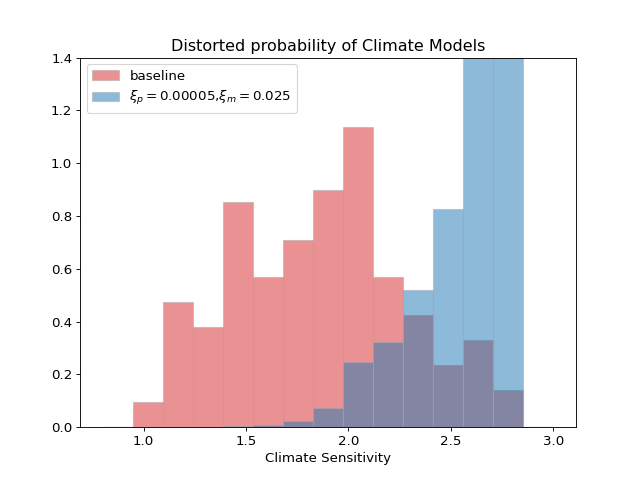 Distorted probability of Climate Models
baseline
ξₚ = 0.00005,ξₘ = 0.025
1.4
1.2
1.0
0.8
0.6
0.4
0.2
0.0
1.0 1.5 2.0 2.5 3.0
Climate Sensitivity